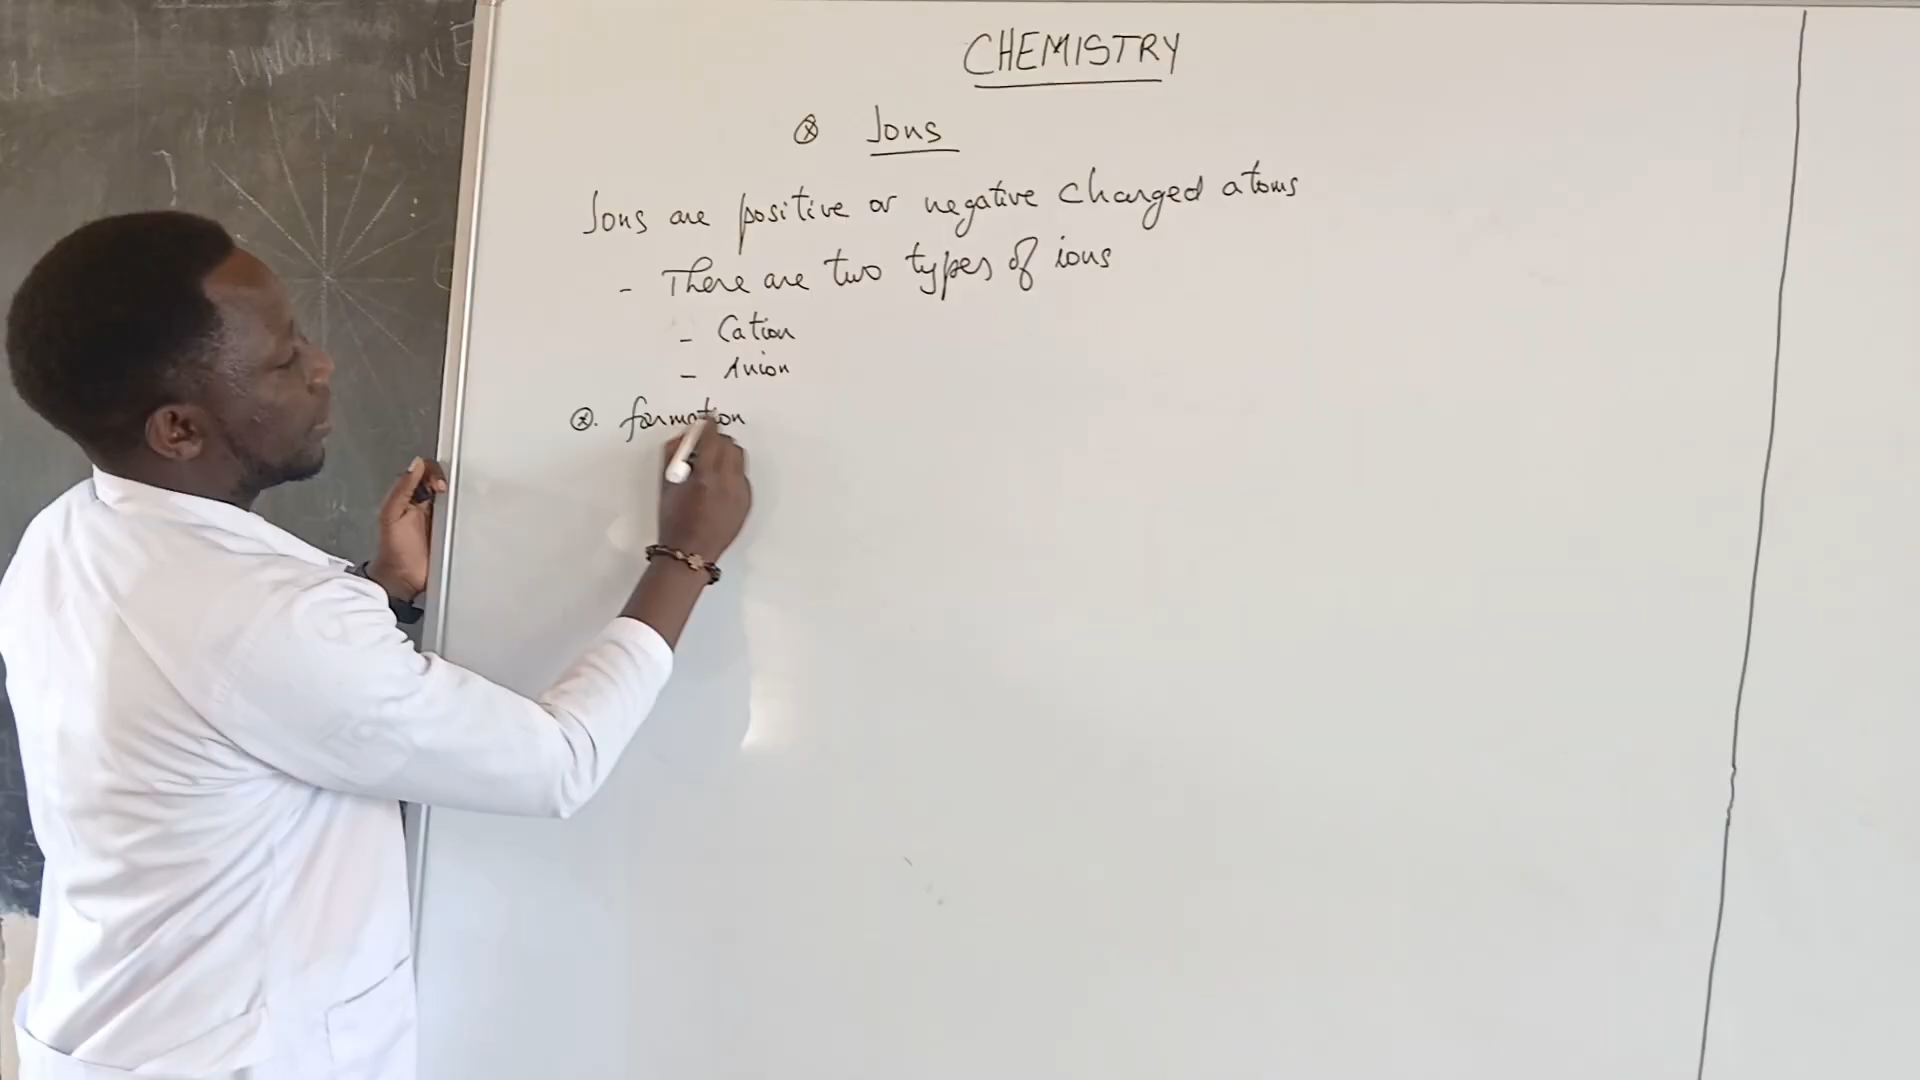 CHEMISTRY
ⓧ Ions
Ions are positive or negative charged atoms
- There are two types of ions
- Cation
- Anion
ⓧ. formation